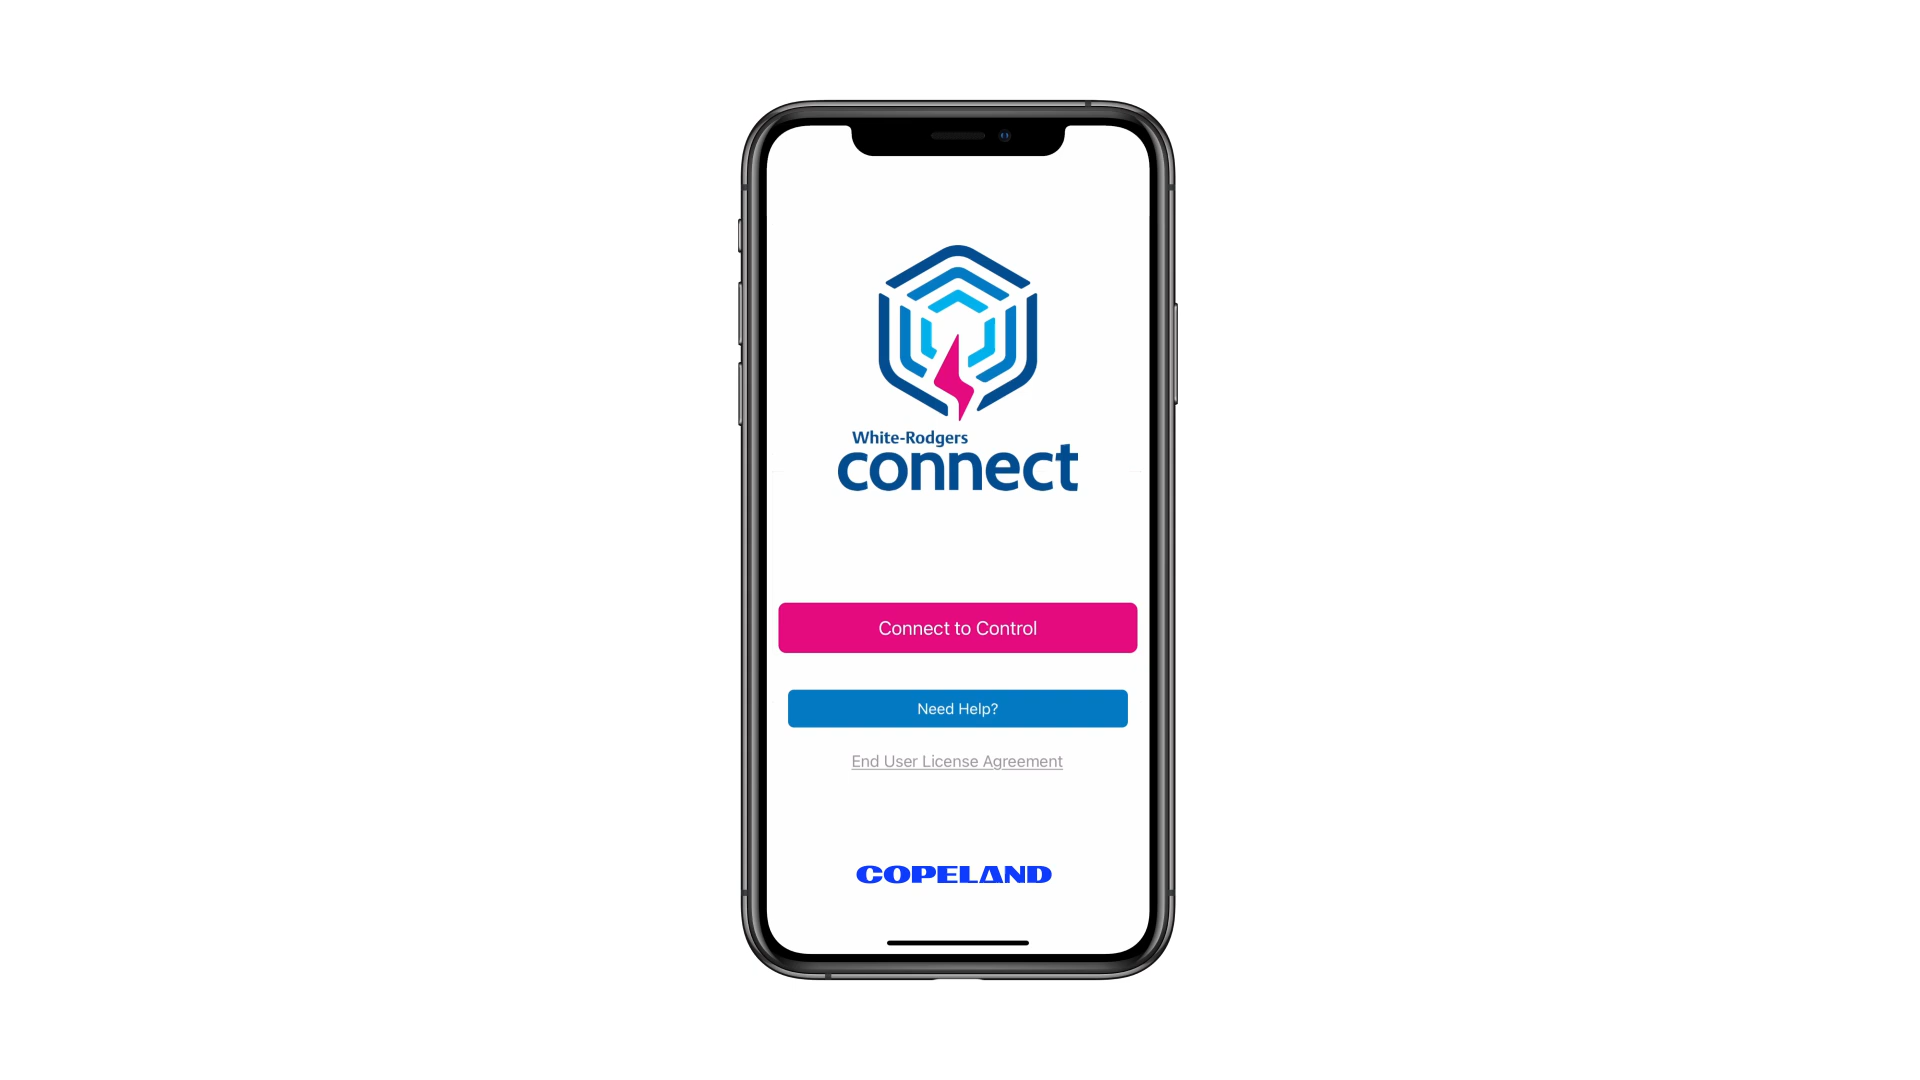 White-Rodgers
connect
Connect to Control
Need Help?
End User License Agreement
COPELAND